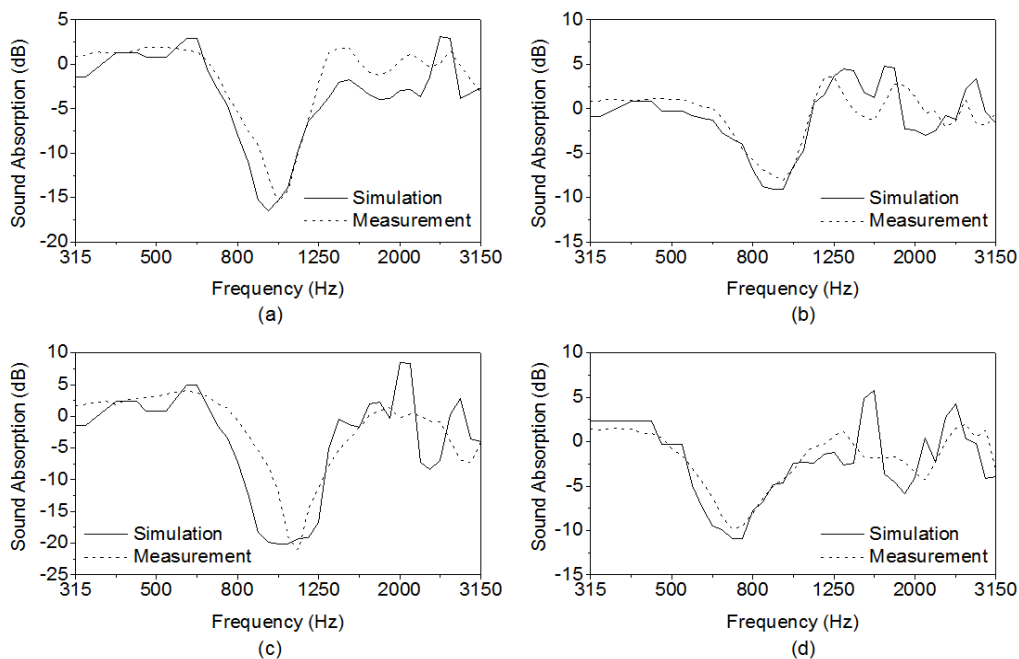 5
0
-5
-10
-15
-20
Sound Absorption (dB)
Simulation
Measurement
315 500 800 1250 2000 3150
Frequency (Hz)
(a)
10
5
0
-5
-10
-15
Sound Absorption (dB)
Simulation
Measurement
315 500 800 1250 2000 3150
Frequency (Hz)
(b)
10
5
0
-5
-10
-15
-20
-25
Sound Absorption (dB)
Simulation
Measurement
315 500 800 1250 2000 3150
Frequency (Hz)
(c)
10
5
0
-5
-10
-15
Sound Absorption (dB)
Simulation
Measurement
315 500 800 1250 2000 3150
Frequency (Hz)
(d)